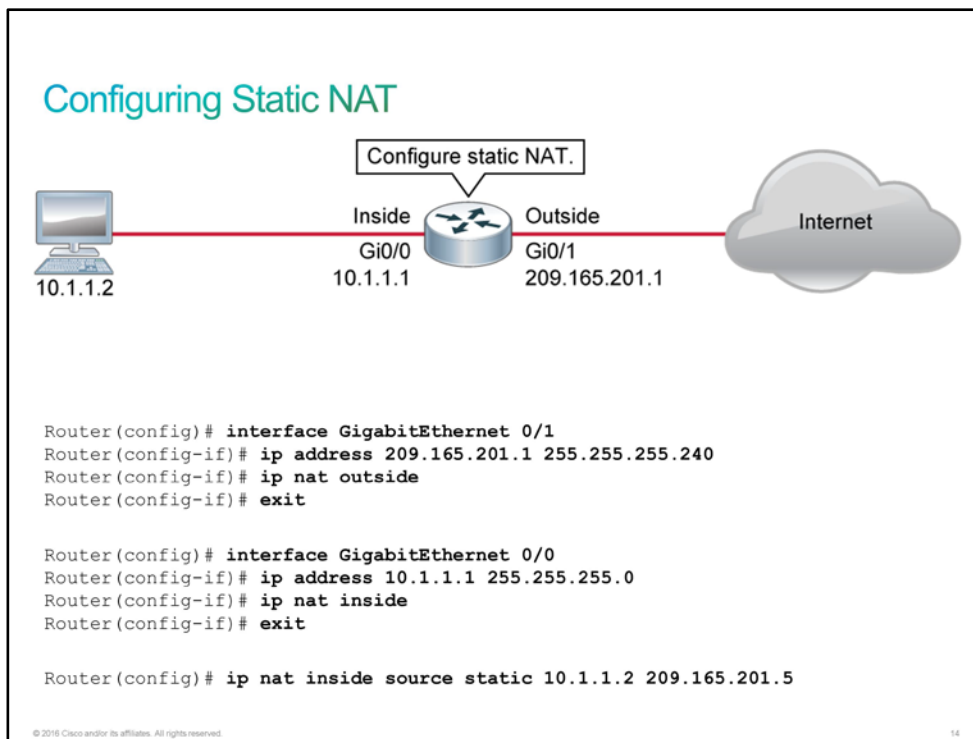 Configuring Static NAT
Configure static NAT.
Inside
Outside
Internet
Gi0/0
Gi0/1
10.1.1.1
209.165.201.1
10.1.1.2
Router(config)# interface GigabitEthernet 0/1
Router(config-if)# ip address 209.165.201.1 255.255.255.240
Router(config-if)# ip nat outside
Router(config-if)# exit
Router(config)# interface GigabitEthernet 0/0
Router(config-if)# ip address 10.1.1.1 255.255.255.0
Router(config-if)# ip nat inside
Router(config-if)# exit
Router(config)# ip nat inside source static 10.1.1.2 209.165.201.5
© 2016 Cisco and/or its affiliates. All rights reserved.
14